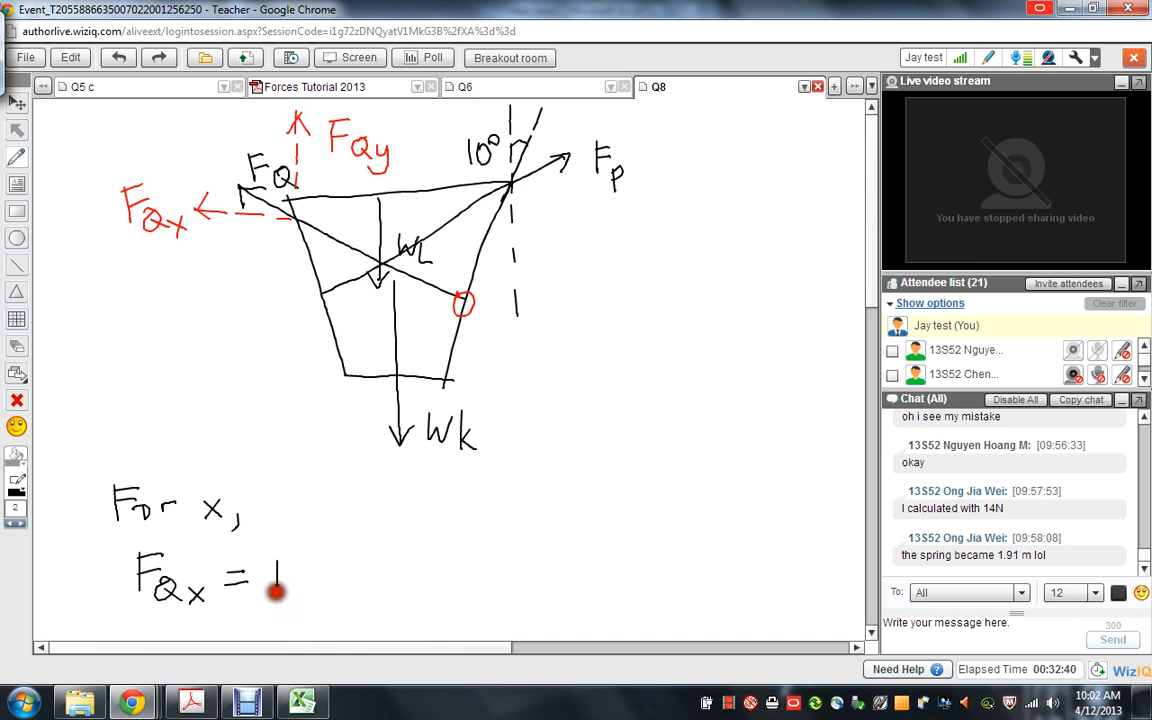 Event_T20558866350070220012562​50 - Teacher - Google Chrome
authorlive.wiziq.com/aliveext/logintosession.aspx?SessionCode=i1g72zDNQyatV1MkG3B%2fXA%3d%3d
File Edit Screen Poll Breakout room Jay test
Q5 c Forces Tutorial 2013 Q6 Q8
Live video stream
You have stopped sharing video
FQy
10°
FQ
Fp
FQx
WL
Wk
For x,
FQx =
2
Attendee list (21) Invite attendees
Show options Clear filter
Jay test (You)
13S52 Nguye...
13S52 Chen...
Chat (All) Disable All Copy chat
oh i see my mistake
13S52 Nguyen Hoang M: [09:56:33]
okay
13S52 Ong Jia Wei: [09:57:53]
I calculated with 14N
13S52 Ong Jia Wei: [09:58:08]
the spring became 1.91 m lol
To: All 12
Write your message here.
300
Send
Need Help ? Elapsed Time 00:32:40 WizIQ
10:02 AM
4/12/2013